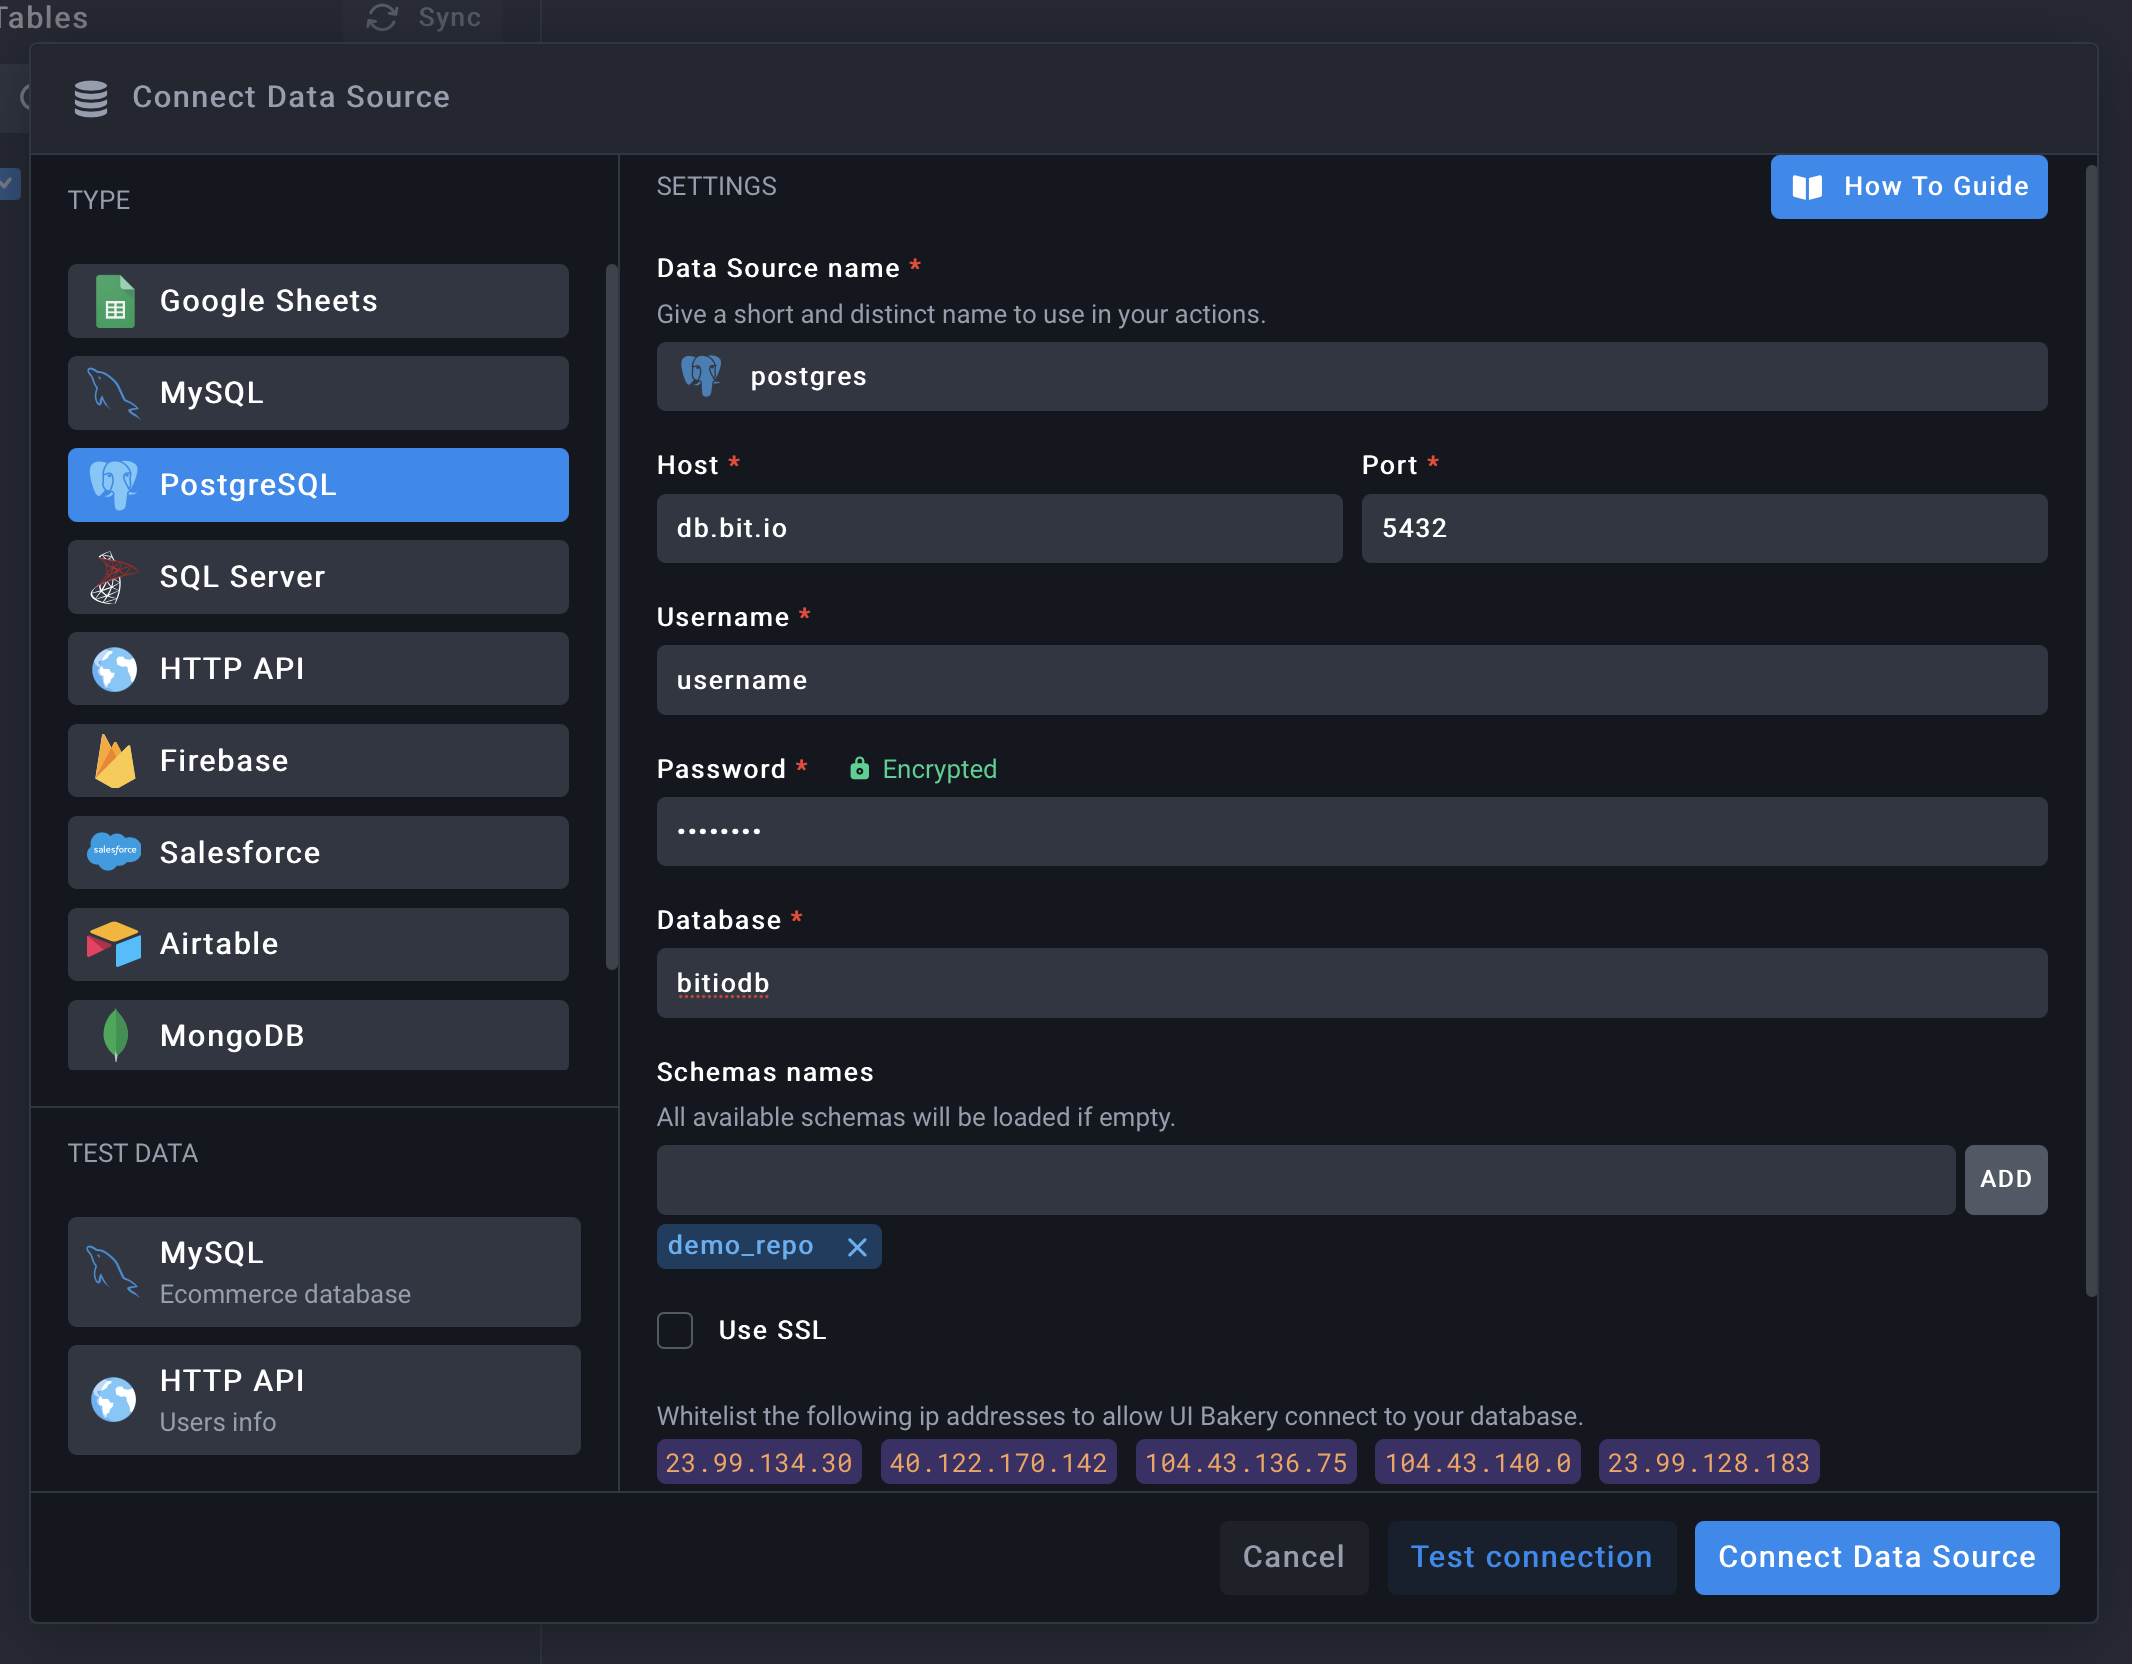 Tables
Sync
Connect Data Source
TYPE
Google Sheets
MySQL
PostgreSQL
SQL Server
HTTP API
Firebase
salesforce
Salesforce
Airtable
MongoDB
TEST DATA
MySQL
Ecommerce database
HTTP API
Users info
SETTINGS
How To Guide
Data Source name *
Give a short and distinct name to use in your actions.
postgres
Host *
Port *
db.bit.io
5432
Username *
username
Password * Encrypted
••••••••
Database *
bitiodb
Schemas names
All available schemas will be loaded if empty.
ADD
demo_repo
Use SSL
Whitelist the following ip addresses to allow UI Bakery connect to your database.
23.99.134.30 40.122.170.142 104.43.136.75 104.43.140.0 23.99.128.183
Cancel
Test connection
Connect Data Source